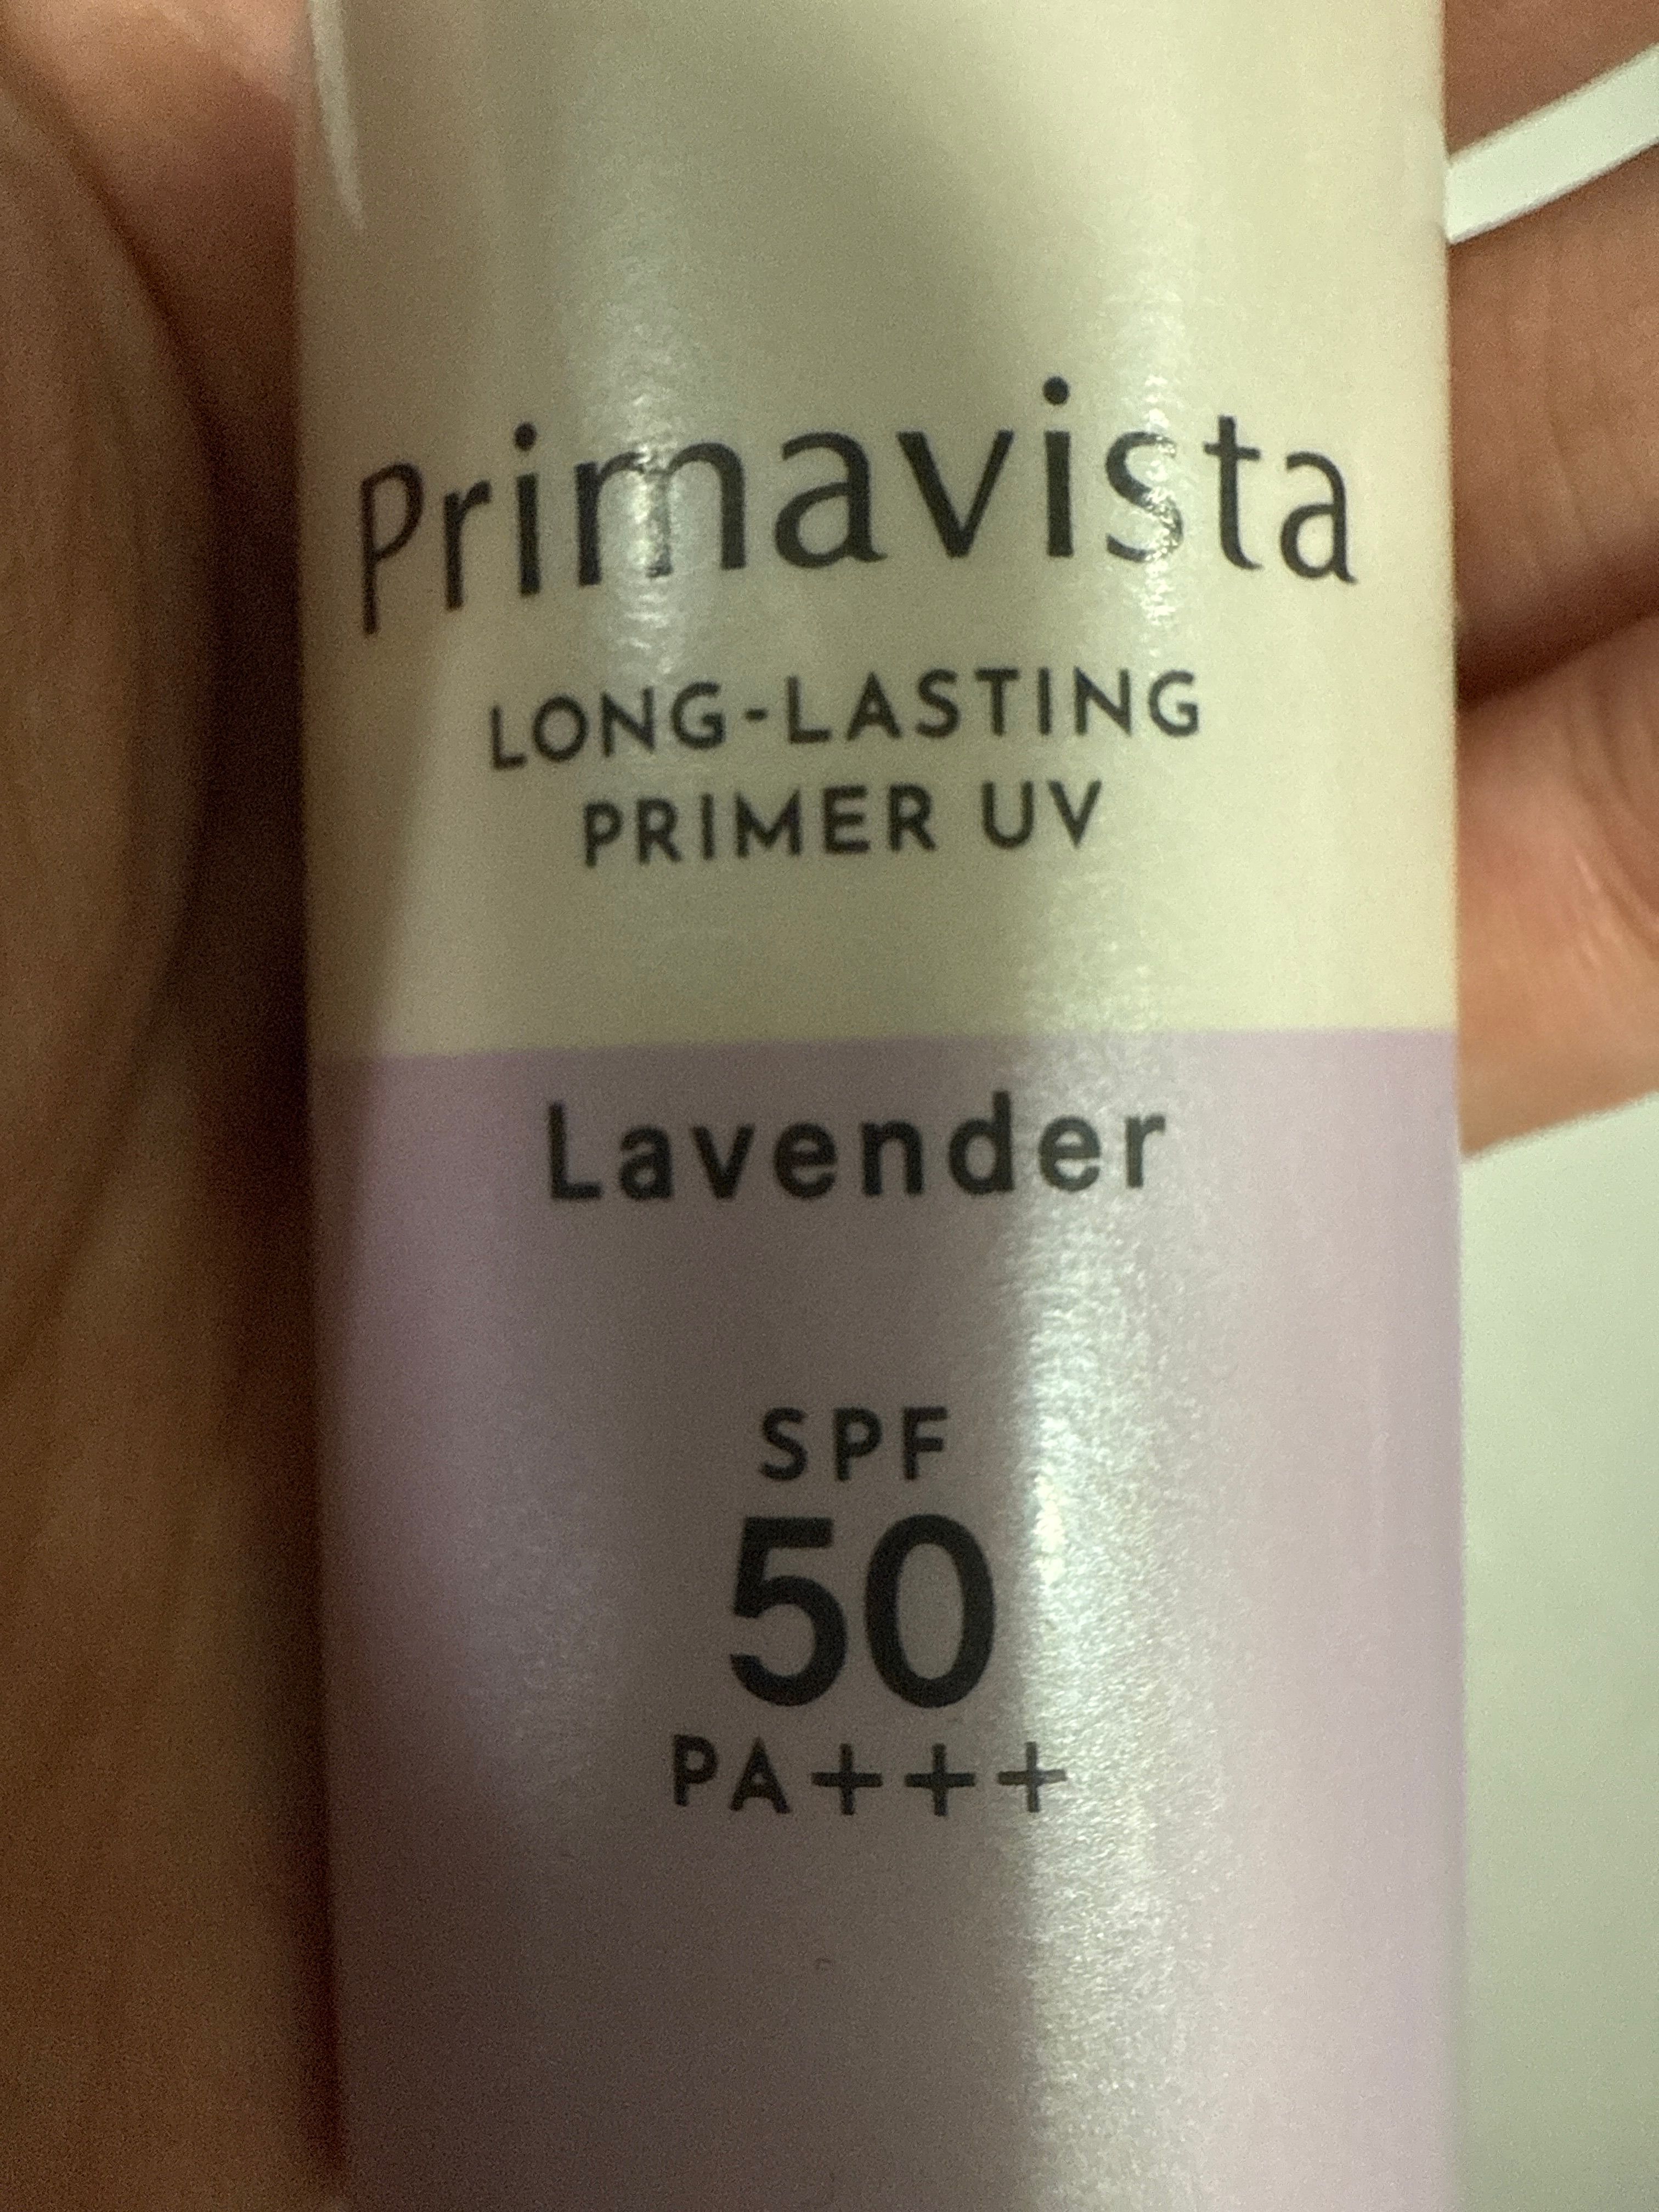 Primavista
LONG-LASTING
PRIMER UV
Lavender
SPF
50
PA+++